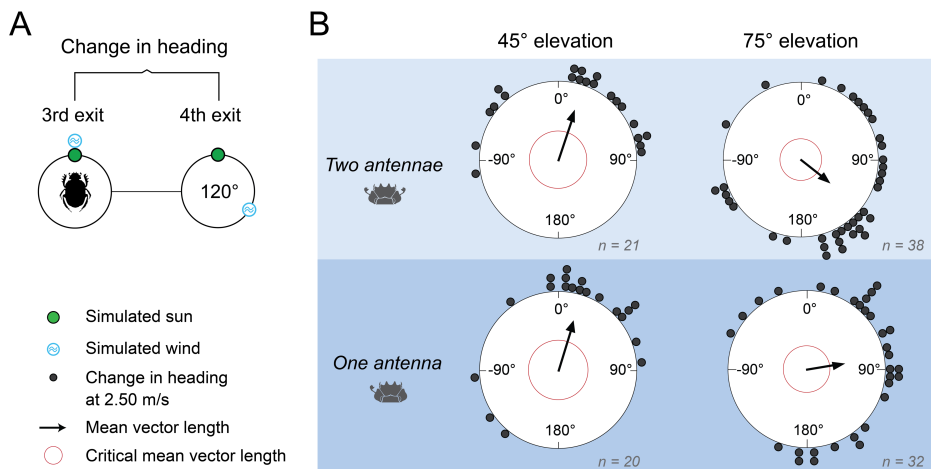 A
Change in heading
3rd exit
4th exit
120°
Simulated sun
Simulated wind
Change in heading
at 2.50 m/s
Mean vector length
Critical mean vector length
B
45° elevation
75° elevation
Two antennae
0°
-90°
90°
180°
n = 21
0°
-90°
90°
180°
n = 38
One antenna
0°
-90°
90°
180°
n = 20
0°
-90°
90°
180°
n = 32